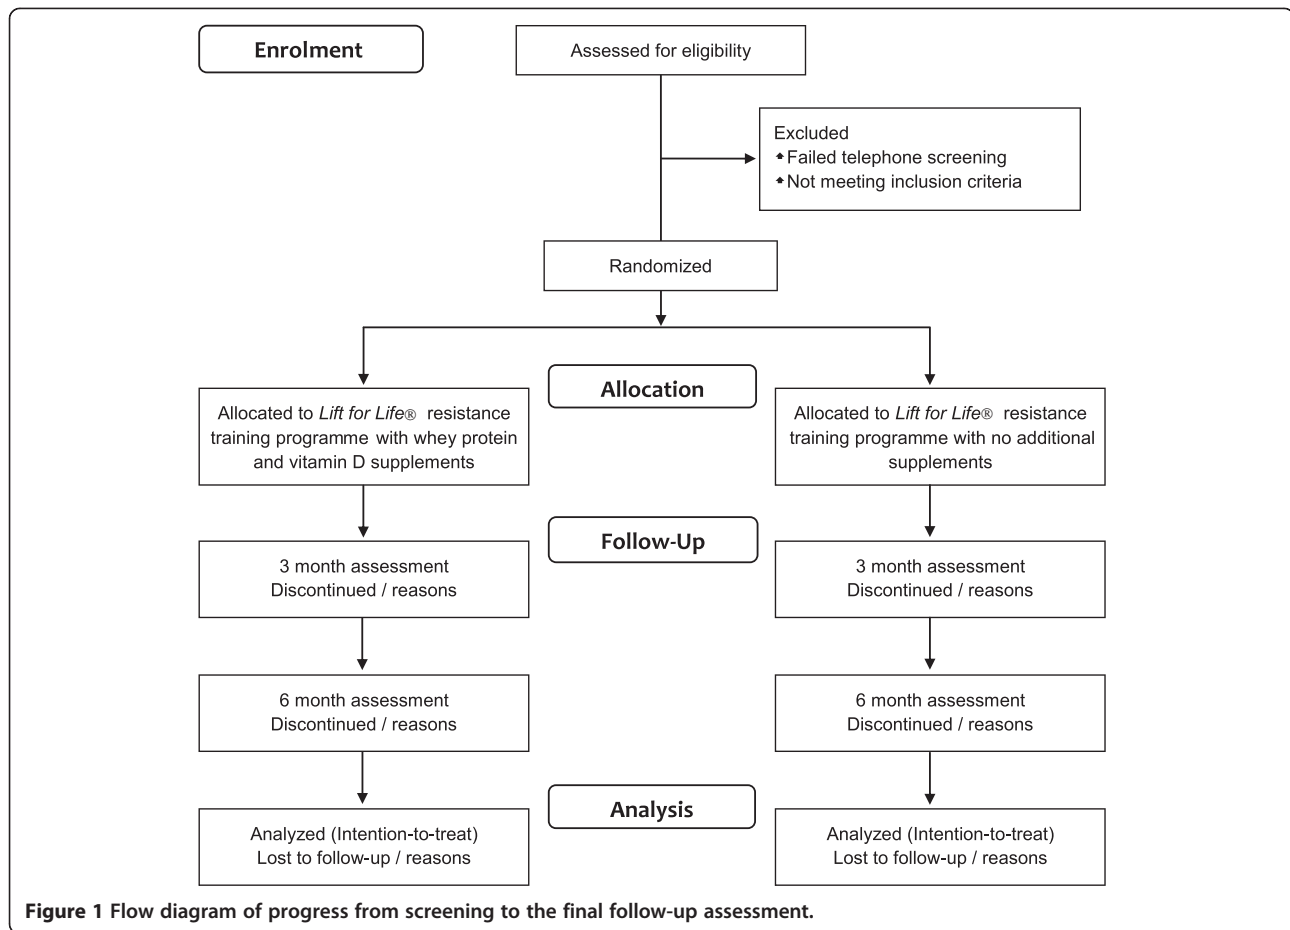 Enrolment
Assessed for eligibility
Excluded
Failed telephone screening
Not meeting inclusion criteria
Randomized
Allocation
Allocated to Lift for Life® resistance
training programme with whey protein
and vitamin D supplements
Allocated to Lift for Life® resistance
training programme with no additional
supplements
Follow-Up
3 month assessment
Discontinued / reasons
3 month assessment
Discontinued / reasons
6 month assessment
Discontinued / reasons
6 month assessment
Discontinued / reasons
Analysis
Analyzed (Intention-to-treat)
Lost to follow-up / reasons
Analyzed (Intention-to-treat)
Lost to follow-up / reasons
Figure 1 Flow diagram of progress from screening to the final follow-up assessment.